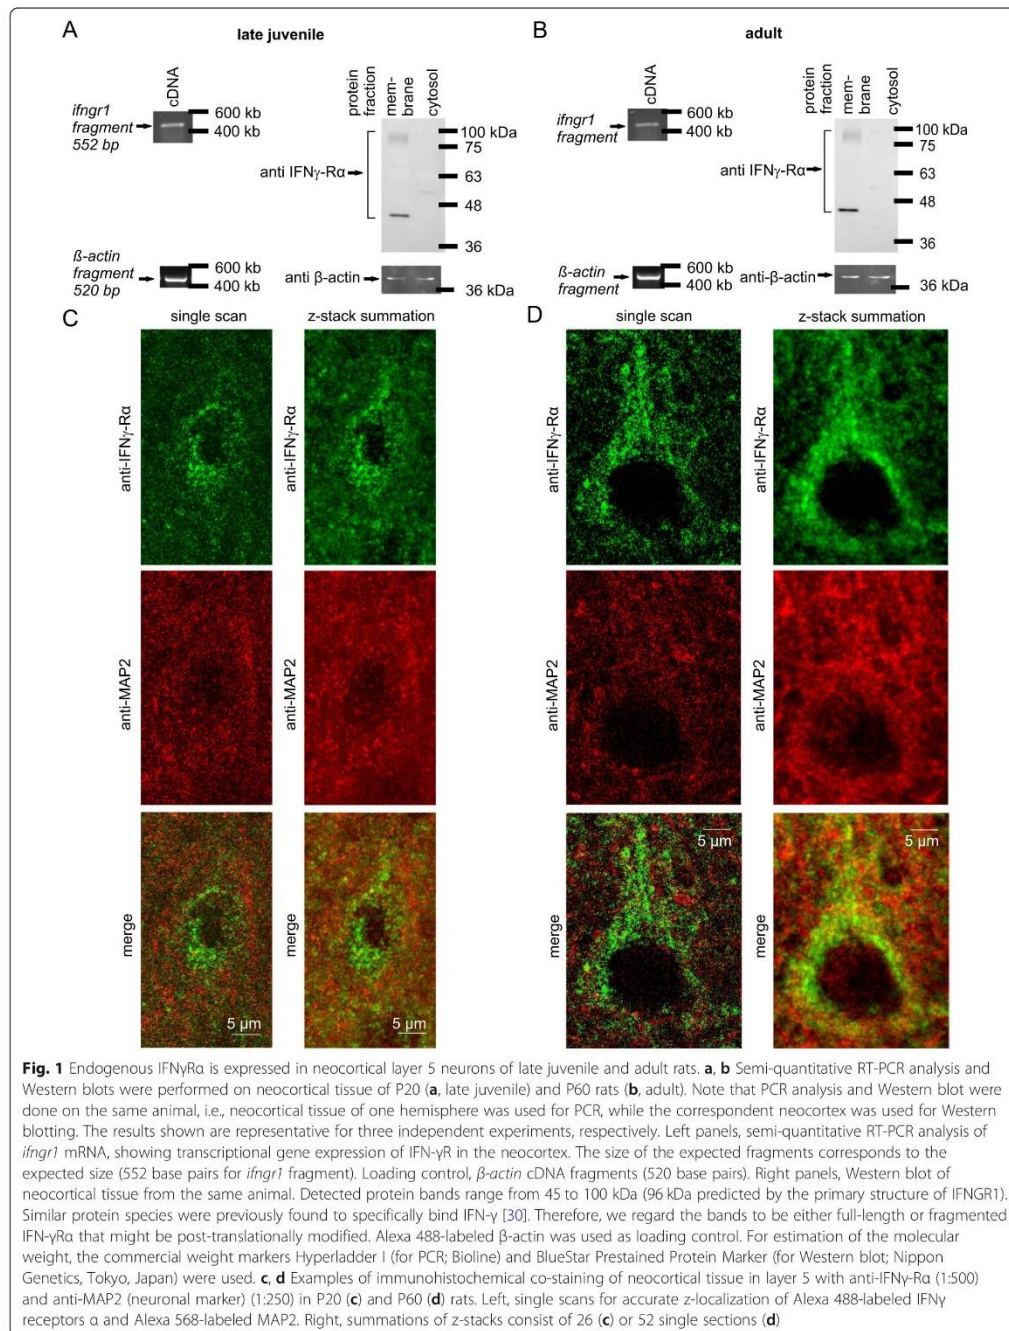 A
late juvenile
cDNA
ifngr1
fragment
552 bp
600 kb
400 kb
protein
fraction
mem-
brane
cytosol
anti IFNγ-Rα
100 kDa
75
63
48
36
ß-actin
fragment
520 bp
600 kb
400 kb
anti β-actin
36 kDa
B
adult
cDNA
ifngr1
fragment
600 kb
400 kb
protein
fraction
mem-
brane
cytosol
anti IFNγ-Rα
100 kDa
75
63
48
36
ß-actin
fragment
600 kb
400 kb
anti-β-actin
36 kDa
C
single scan
z-stack summation
anti-IFNγ-Rα
anti-IFNγ-Rα
anti-MAP2
anti-MAP2
merge
merge
5 µm
5 µm
D
single scan
z-stack summation
anti-IFNγ-Rα
anti-IFNγ-Rα
anti-MAP2
anti-MAP2
merge
merge
5 µm
5 µm
Fig. 1 Endogenous IFNγRα is expressed in neocortical layer 5 neurons of late juvenile and adult rats. a, b Semi-quantitative RT-PCR analysis and
Western blots were performed on neocortical tissue of P20 (a, late juvenile) and P60 rats (b, adult). Note that PCR analysis and Western blot were
done on the same animal, i.e., neocortical tissue of one hemisphere was used for PCR, while the correspondent neocortex was used for Western
blotting. The results shown are representative for three independent experiments, respectively. Left panels, semi-quantitative RT-PCR analysis of
ifngr1 mRNA, showing transcriptional gene expression of IFN-γR in the neocortex. The size of the expected fragments corresponds to the
expected size (552 base pairs for ifngr1 fragment). Loading control, β-actin cDNA fragments (520 base pairs). Right panels, Western blot of
neocortical tissue from the same animal. Detected protein bands range from 45 to 100 kDa (96 kDa predicted by the primary structure of IFNGR1).
Similar protein species were previously found to specifically bind IFN-γ [30]. Therefore, we regard the bands to be either full-length or fragmented
IFN-γRα that might be post-translationally modified. Alexa 488-labeled β-actin was used as loading control. For estimation of the molecular
weight, the commercial weight markers Hyperladder I (for PCR; Bioline) and BlueStar Prestained Protein Marker (for Western blot; Nippon
Genetics, Tokyo, Japan) were used. c, d Examples of immunohistochemical co-staining of neocortical tissue in layer 5 with anti-IFNγ-Rα (1:500)
and anti-MAP2 (neuronal marker) (1:250) in P20 (c) and P60 (d) rats. Left, single scans for accurate z-localization of Alexa 488-labeled IFNγ
receptors α and Alexa 568-labeled MAP2. Right, summations of z-stacks consist of 26 (c) or 52 single sections (d)